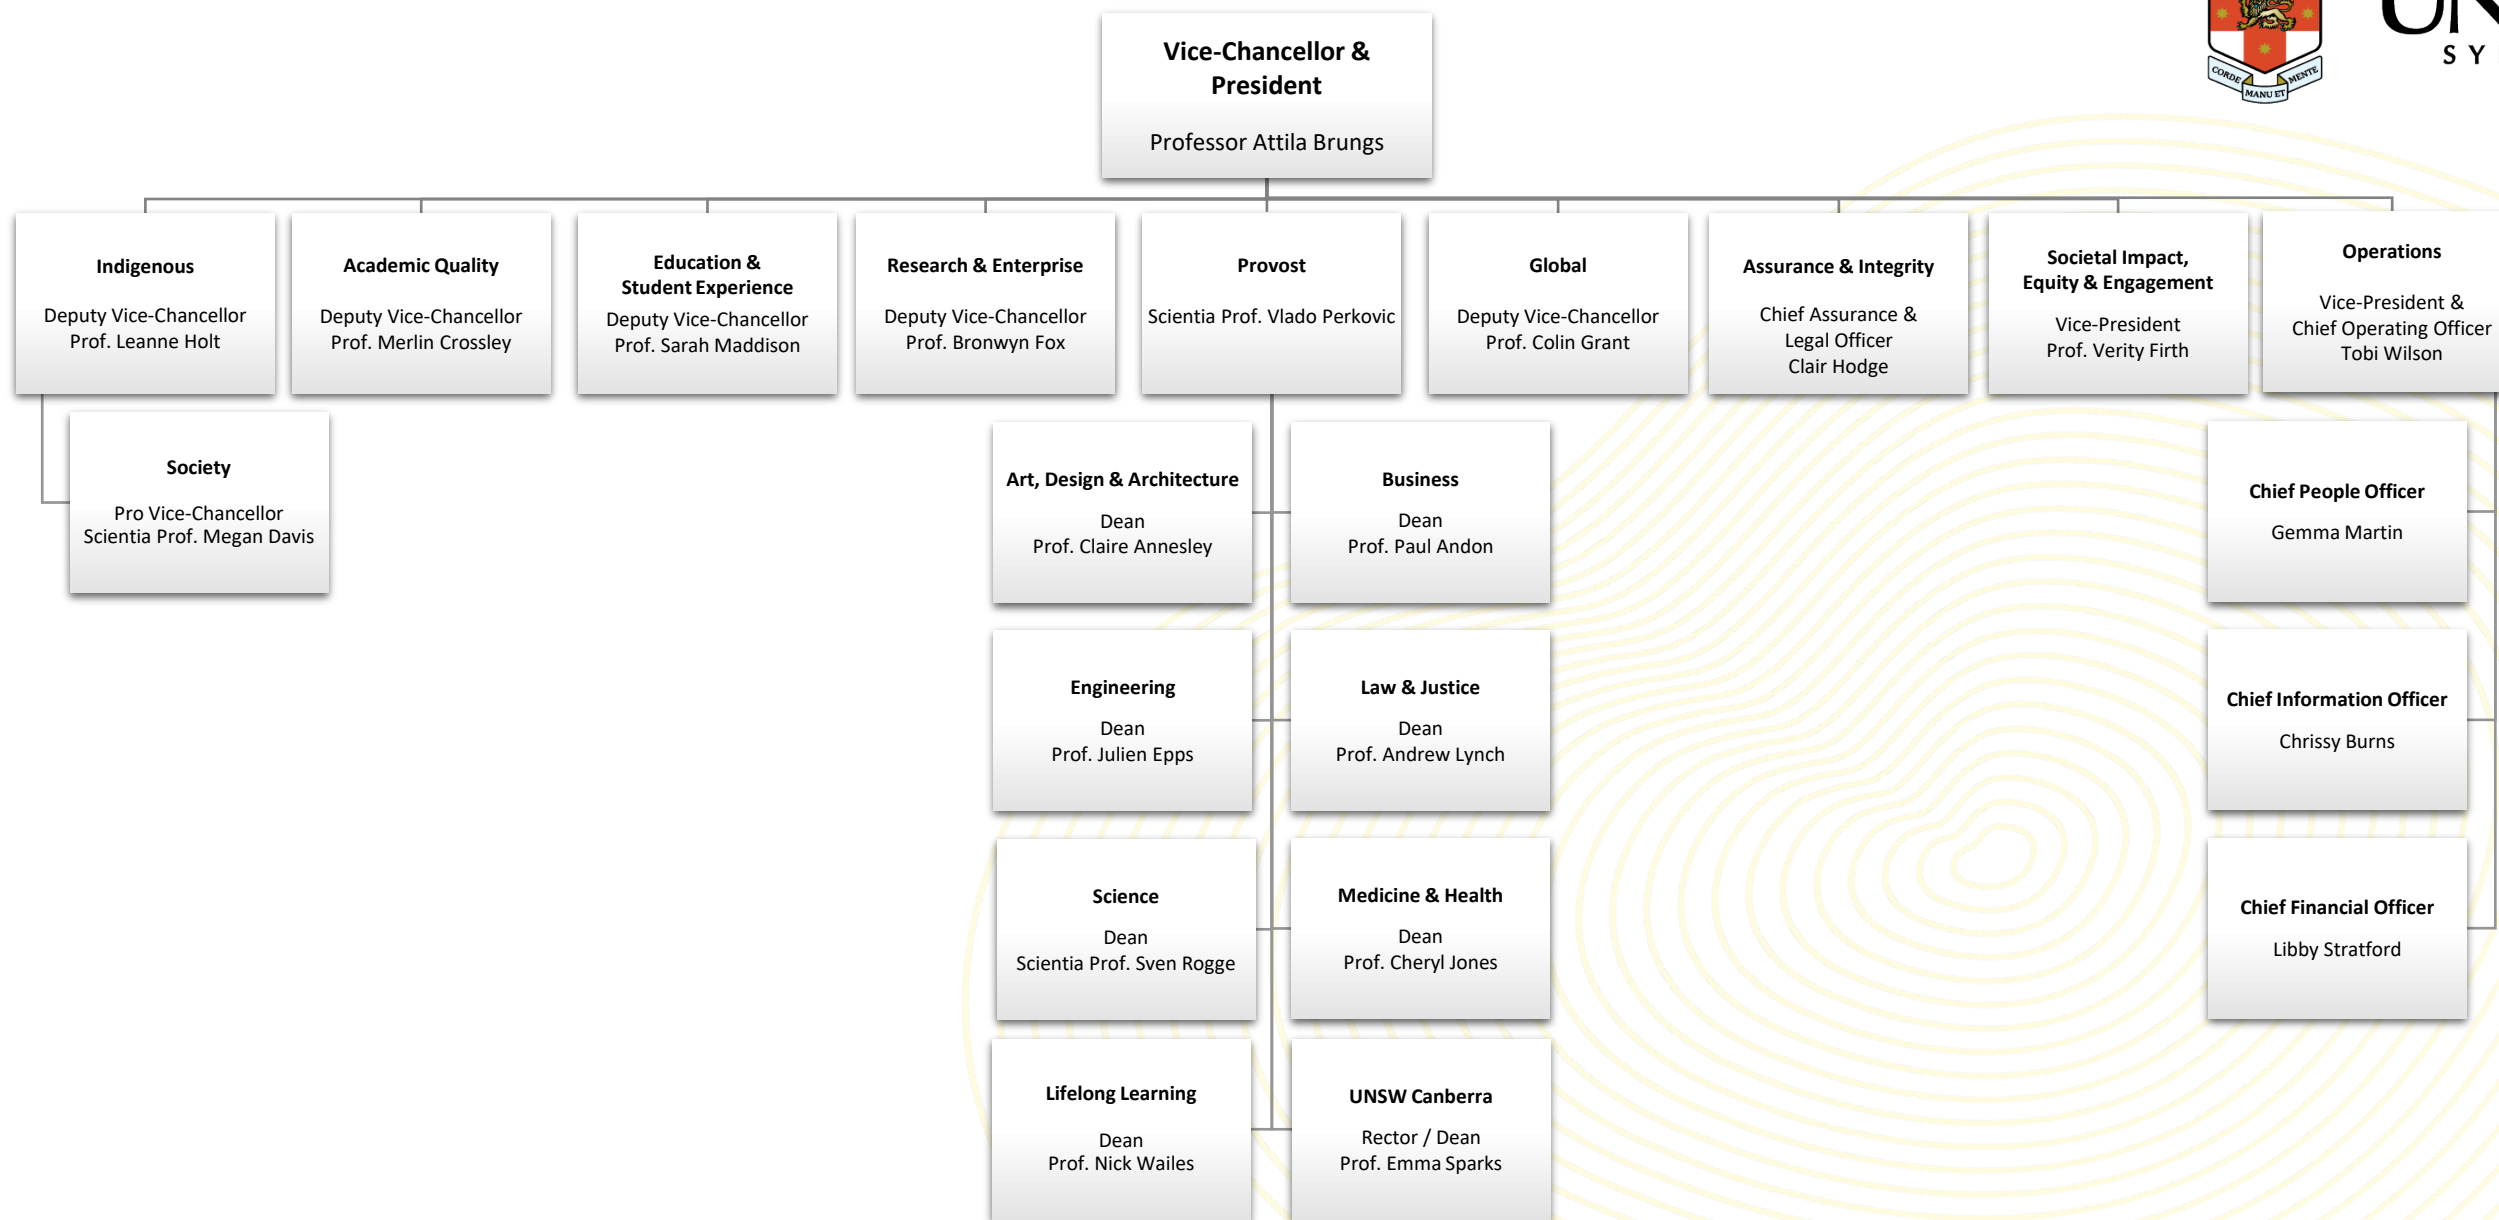 CORDE
MANU ET
MENTE
Vice-Chancellor &
President
Professor Attila Brungs
Indigenous
Deputy Vice-Chancellor
Prof. Leanne Holt
Academic Quality
Deputy Vice-Chancellor
Prof. Merlin Crossley
Education &
Student Experience
Deputy Vice-Chancellor
Prof. Sarah Maddison
Research & Enterprise
Deputy Vice-Chancellor
Prof. Bronwyn Fox
Provost
Scientia Prof. Vlado Perkovic
Global
Deputy Vice-Chancellor
Prof. Colin Grant
Assurance & Integrity
Chief Assurance &
Legal Officer
Clair Hodge
Societal Impact,
Equity & Engagement
Vice-President
Prof. Verity Firth
Operations
Vice-President &
Chief Operating Officer
Tobi Wilson
Society
Pro Vice-Chancellor
Scientia Prof. Megan Davis
Art, Design & Architecture
Dean
Prof. Claire Annesley
Business
Dean
Prof. Paul Andon
Chief People Officer
Gemma Martin
Engineering
Dean
Prof. Julien Epps
Law & Justice
Dean
Prof. Andrew Lynch
Chief Information Officer
Chrissy Burns
Science
Dean
Scientia Prof. Sven Rogge
Medicine & Health
Dean
Prof. Cheryl Jones
Chief Financial Officer
Libby Stratford
Lifelong Learning
Dean
Prof. Nick Wailes
UNSW Canberra
Rector / Dean
Prof. Emma Sparks